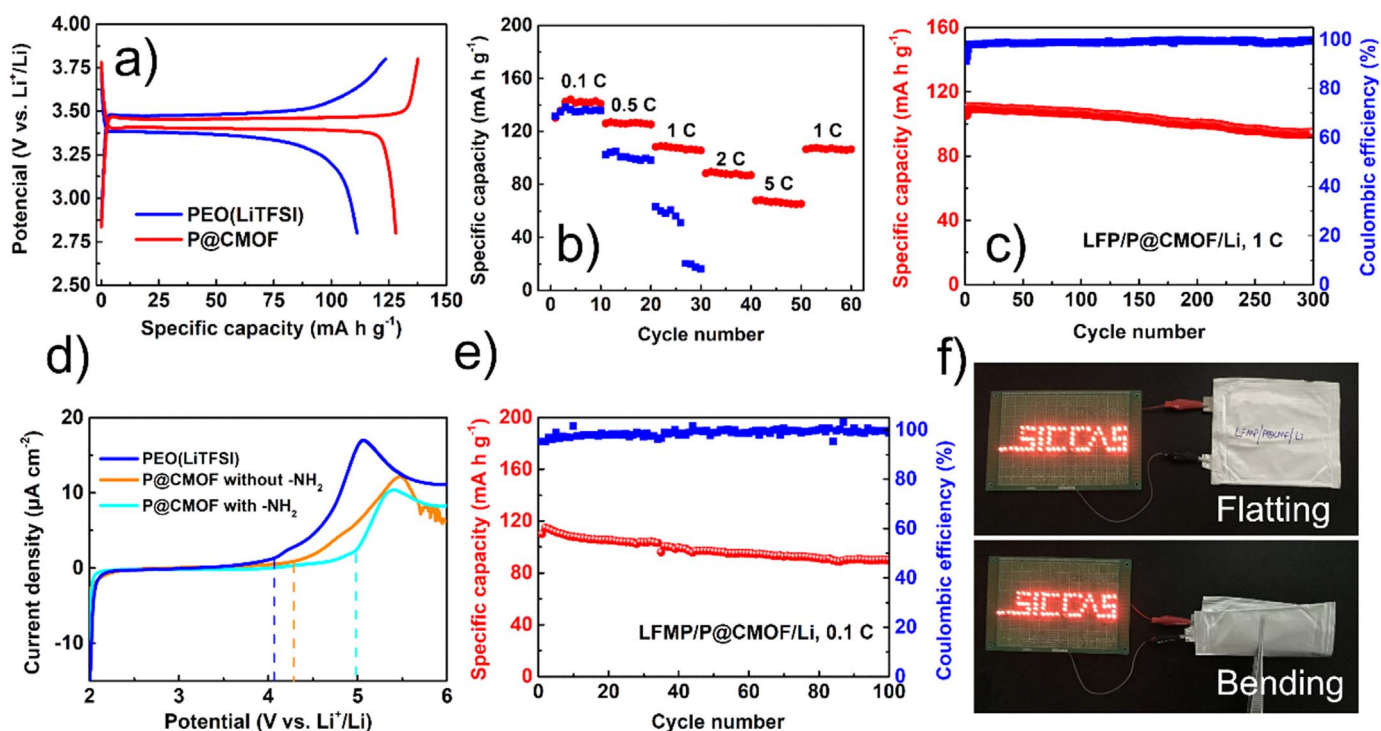 a)
4.00
3.75
3.50
3.25
3.00
2.75
2.50
Potencial (V vs. Li⁺/Li)
PEO(LiTFSI)
P@CMOF
0 25 50 75 100 125 150
Specific capacity (mA h g⁻¹)
b)
200
160
120
80
40
0
Specific capacity (mA h g⁻¹)
0.1 C
0.5 C
1 C
2 C
5 C
1 C
0 10 20 30 40 50 60
Cycle number
c)
160
120
80
40
0
Specific capacity (mA h g⁻¹)
LFP/P@CMOF/Li, 1 C
100
80
60
40
20
0
Coulombic efficiency (%)
0 50 100 150 200 250 300
Cycle number
d)
20
10
0
-10
Current density (µA cm⁻²)
PEO(LiTFSI)
P@CMOF without -NH₂
P@CMOF with -NH₂
2 3 4 5 6
Potential (V vs. Li⁺/Li)
e)
200
160
120
80
40
0
Specific capacity (mA h g⁻¹)
LFMP/P@CMOF/Li, 0.1 C
100
80
60
40
20
0
Coulombic efficiency (%)
0 20 40 60 80 100
Cycle number
f)
SICCAS
LFMP/P@CMOF/Li
Flatting
SICCAS
Bending